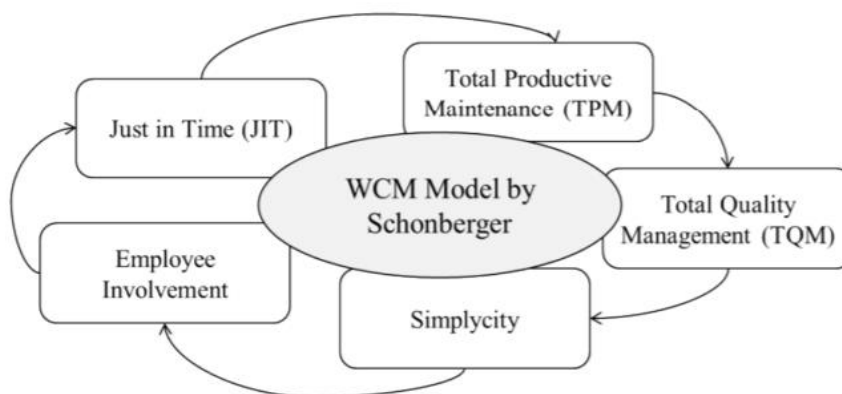 Total Productive
Maintenance (TPM)
Just in Time (JIT)
WCM Model by
Schonberger
Total Quality
Management (TQM)
Employee
Involvement
Simplycity